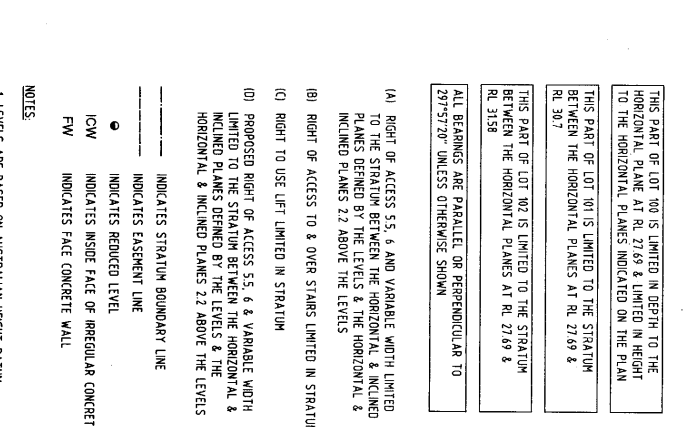 THIS PART OF LOT 100 IS LIMITED IN DEPTH TO THE
HORIZONTAL PLANE AT RL 27.69 & LIMITED IN HEIGHT
TO THE HORIZONTAL PLANES INDICATED ON THE PLAN
THIS PART OF LOT 101 IS LIMITED TO THE STRATUM
BETWEEN THE HORIZONTAL PLANES AT RL 27.69 &
RL 30.7
THIS PART OF LOT 102 IS LIMITED TO THE STRATUM
BETWEEN THE HORIZONTAL PLANES AT RL 27.69 &
RL 31.58
ALL BEARINGS ARE PARALLEL OR PERPENDICULAR TO
297°57'20" UNLESS OTHERWISE SHOWN
(A) RIGHT OF ACCESS 5.5, 6 AND VARIABLE WIDTH LIMITED
TO THE STRATUM BETWEEN THE HORIZONTAL & INCLINED
PLANES DEFINED BY THE LEVELS & THE HORIZONTAL &
INCLINED PLANES 2.2 ABOVE THE LEVELS
(B) RIGHT OF ACCESS TO & OVER STAIRS LIMITED IN STRATU
(C) RIGHT TO USE LIFT LIMITED IN STRATUM
(D) PROPOSED RIGHT OF ACCESS 5.5, 6 & VARIABLE WIDTH
LIMITED TO THE STRATUM BETWEEN THE HORIZONTAL &
INCLINED PLANES DEFINED BY THE LEVELS & THE
HORIZONTAL & INCLINED PLANES 2.2 ABOVE THE LEVELS
INDICATES STRATUM BOUNDARY LINE
INDICATES EASEMENT LINE
INDICATES REDUCED LEVEL
ICW INDICATES INSIDE FACE OF IRREGULAR CONCRET
FW INDICATES FACE CONCRETE WALL
NOTES:
1. LEVELS ARE BASED ON AUSTRALIAN HEIGHT DATUM